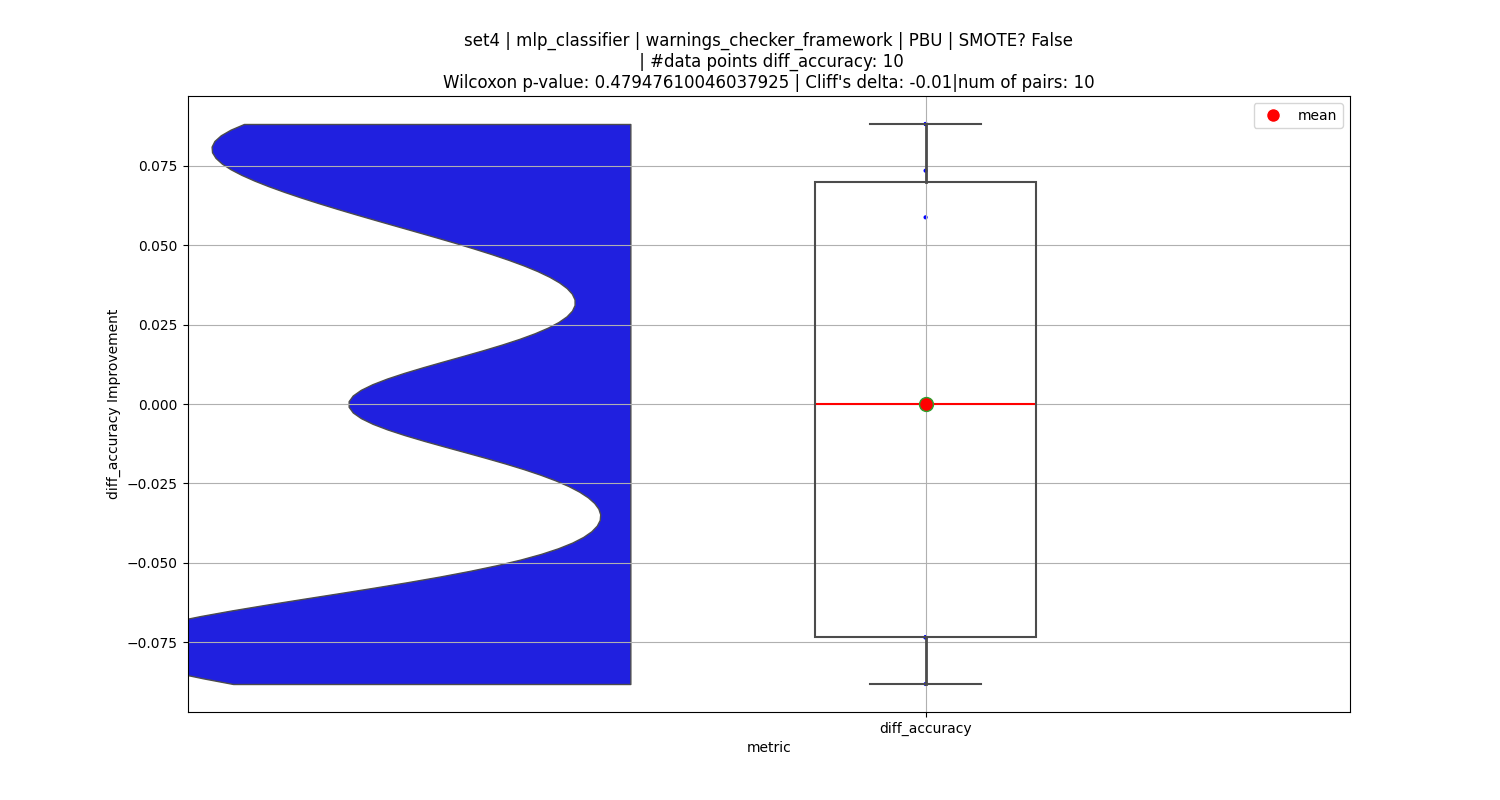 set4 | mlp_classifier | warnings_checker_framework | PBU | SMOTE? False
| #data points diff_accuracy: 10
Wilcoxon p-value: 0.47947610046037925 | Cliff's delta: -0.01|num of pairs: 10
mean
0.075
0.050
0.025
0.000
−0.025
−0.050
−0.075
diff_accuracy Improvement
diff_accuracy
metric